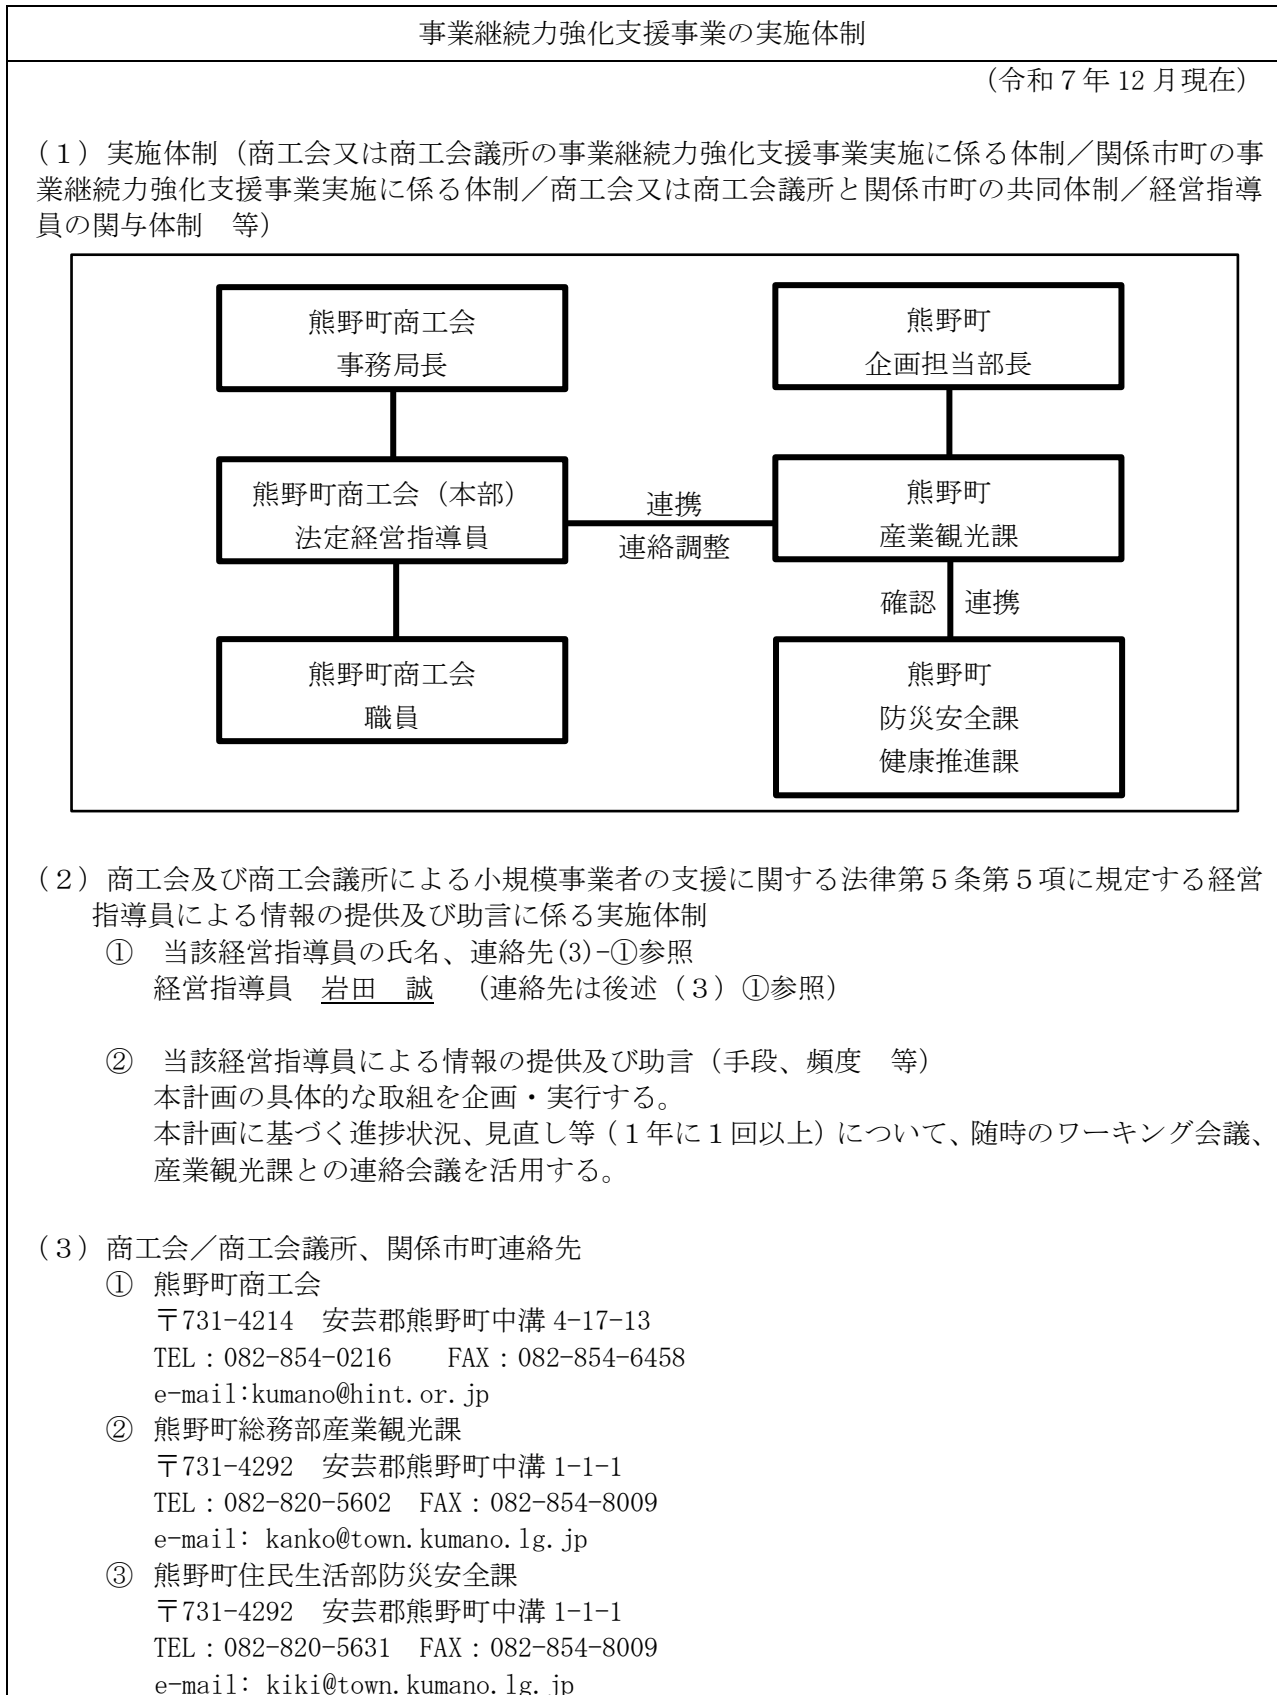 事業継続力強化支援事業の実施体制
(令和7年12月現在)
(1)実施体制(商工会又は商工会議所の事業継続力強化支援事業実施に係る体制/関係市町の事
業継続力強化支援事業実施に係る体制/商工会又は商工会議所と関係市町の共同体制/経営指導
員の関与体制 等)
熊野町商工会
事務局長
熊野町
企画担当部長
熊野町商工会(本部)
法定経営指導員
連携
連絡調整
熊野町
産業観光課
確認 連携
熊野町商工会
職員
熊野町
防災安全課
健康推進課
(2)商工会及び商工会議所による小規模事業者の支援に関する法律第5条第5項に規定する経営
指導員による情報の提供及び助言に係る実施体制
① 当該経営指導員の氏名、連絡先(3)-①参照
経営指導員 岩田 誠 (連絡先は後述(3)①参照)
② 当該経営指導員による情報の提供及び助言(手段、頻度 等)
本計画の具体的な取組を企画・実行する。
本計画に基づく進捗状況、見直し等(1年に1回以上)について、随時のワーキング会議、
産業観光課との連絡会議を活用する。
(3)商工会/商工会議所、関係市町連絡先
① 熊野町商工会
〒731-4214 安芸郡熊野町中溝 4-17-13
TEL:082-854-0216 FAX:082-854-6458
e-mail:kumano@hint.or.jp
② 熊野町総務部産業観光課
〒731-4292 安芸郡熊野町中溝 1-1-1
TEL:082-820-5602 FAX:082-854-8009
e-mail: kanko@town.kumano.lg.jp
③ 熊野町住民生活部防災安全課
〒731-4292 安芸郡熊野町中溝 1-1-1
TEL:082-820-5631 FAX:082-854-8009
e-mail: kiki@town.kumano.lg.jp